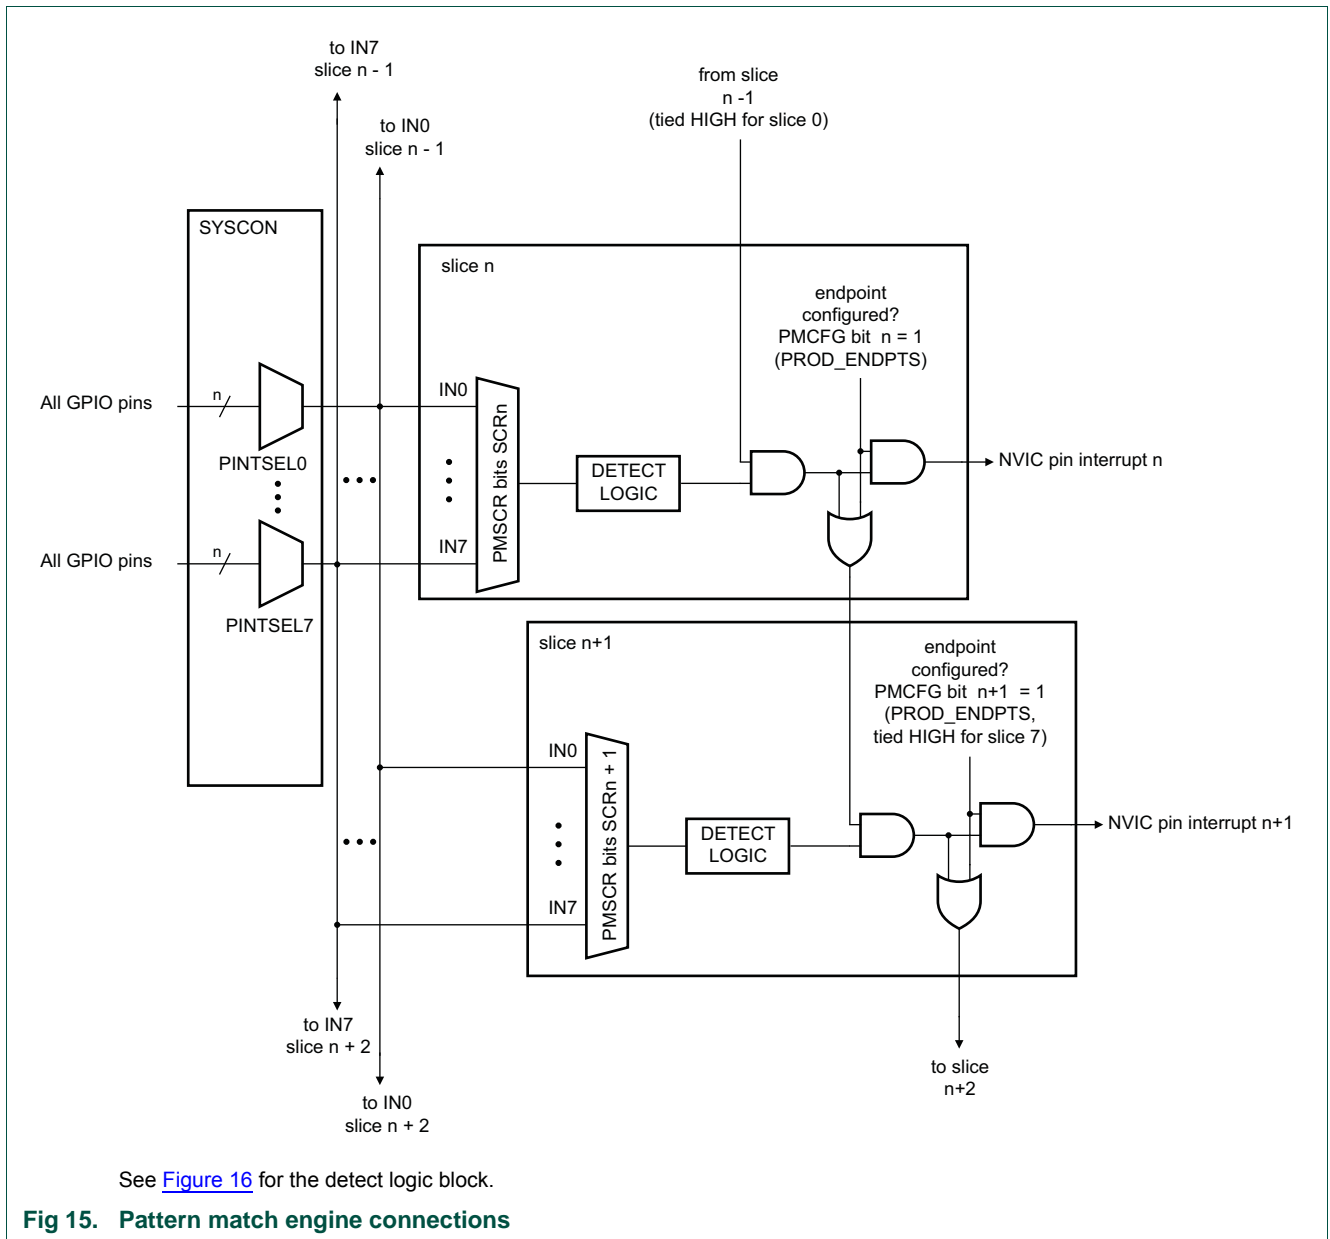 to IN7
slice n - 1
from slice
n -1
(tied HIGH for slice 0)
to IN0
slice n - 1
SYSCON
slice n
endpoint
configured?
PMCFG bit n = 1
(PROD_ENDPTS)
All GPIO pins
n
IN0
PMSCR bits SCRn
DETECT
LOGIC
NVIC pin interrupt n
PINTSEL0
All GPIO pins
n
IN7
PINTSEL7
slice n+1
endpoint
configured?
PMCFG bit n+1 = 1
(PROD_ENDPTS,
tied HIGH for slice 7)
IN0
PMSCR bits SCRn + 1
DETECT
LOGIC
NVIC pin interrupt n+1
IN7
to IN7
slice n + 2
to IN0
slice n + 2
to slice
n+2
See Figure 16 for the detect logic block.
Fig 15. Pattern match engine connections